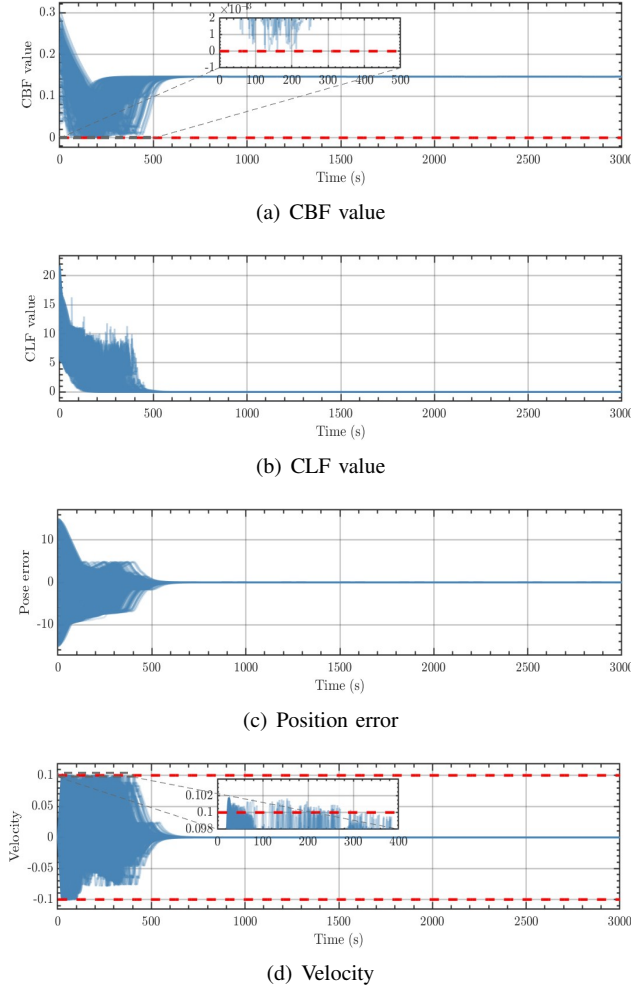 ×10⁻³
2
1
0
-1
0 100 200 300 400 500
0.3
0.2
0.1
0
CBF value
0 500 1000 1500 2000 2500 3000
Time (s)
(a) CBF value
20
15
10
5
0
CLF value
0 500 1000 1500 2000 2500 3000
Time (s)
(b) CLF value
10
0
-10
Pose error
0 500 1000 1500 2000 2500 3000
Time (s)
(c) Position error
0.1
0.05
0
-0.05
-0.1
Velocity
0.102
0.1
0.098
0 100 200 300 400
0 500 1000 1500 2000 2500 3000
Time (s)
(d) Velocity